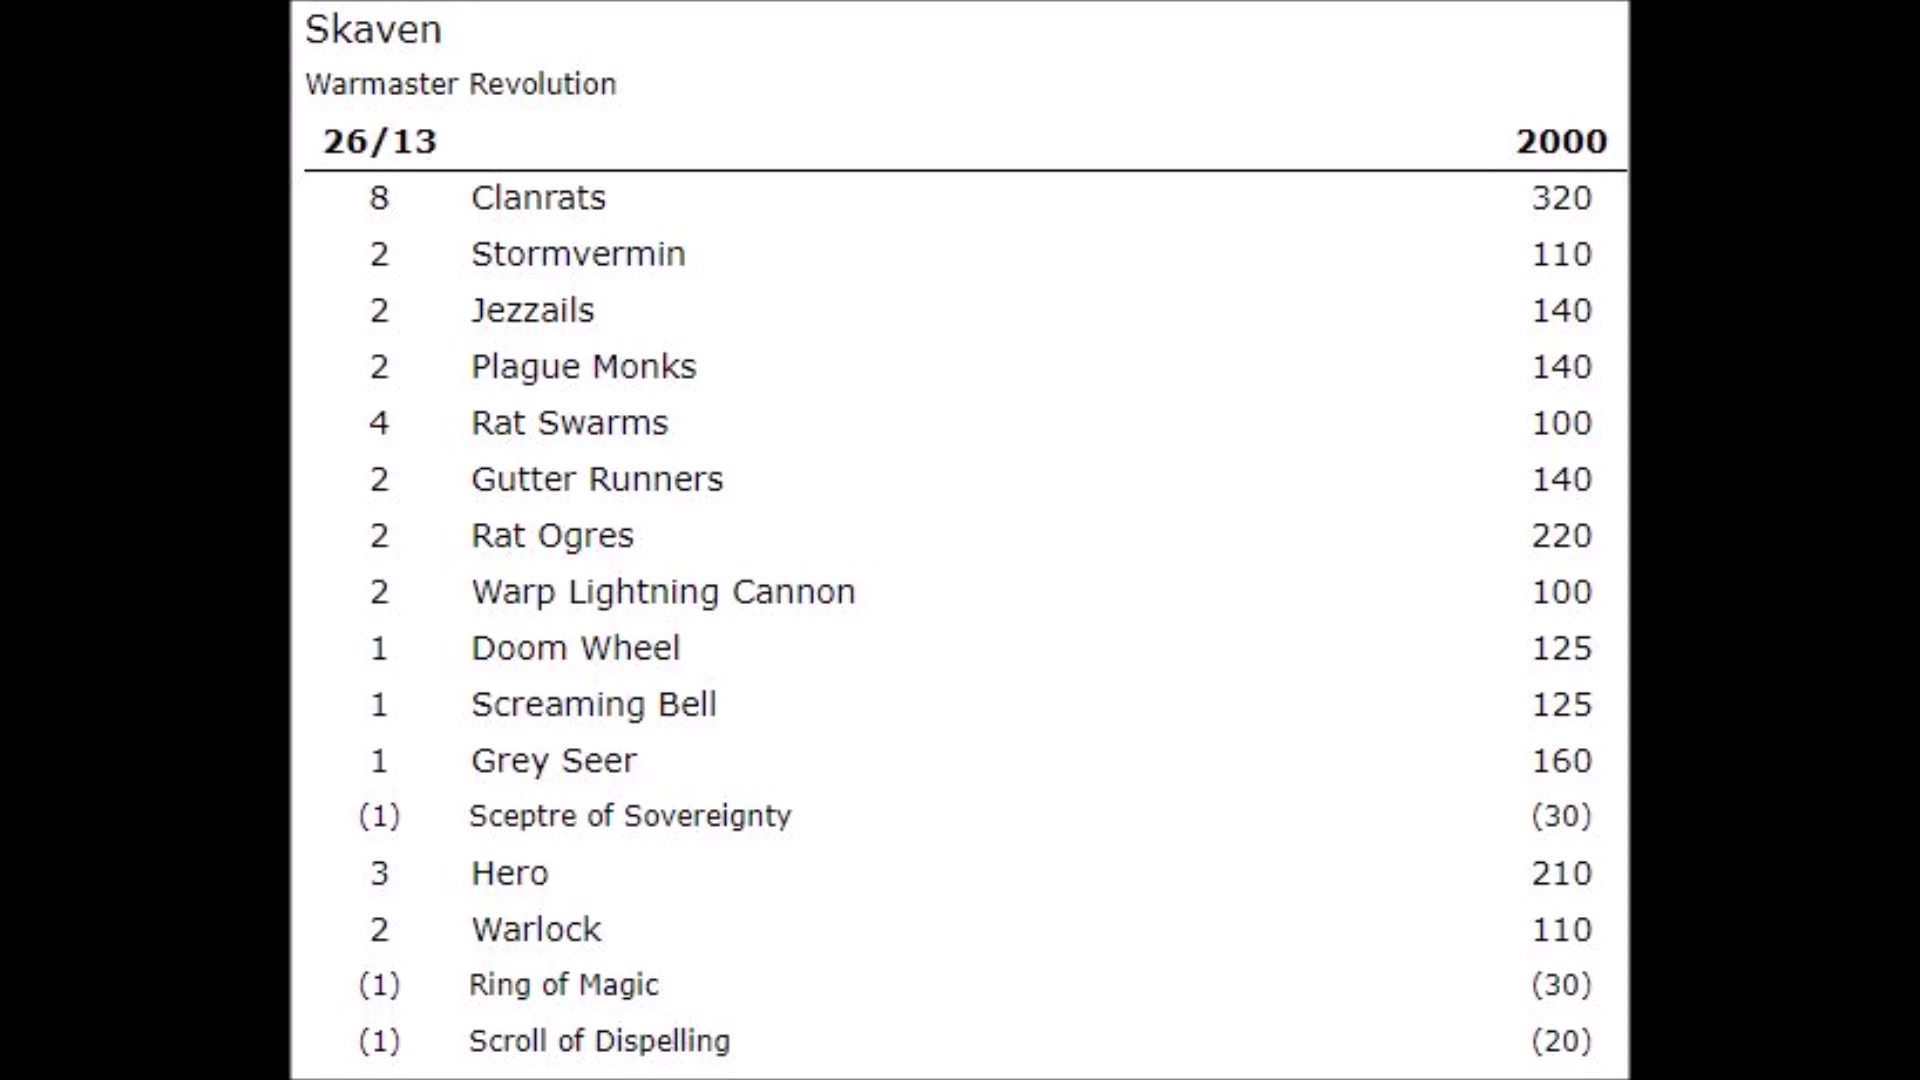 Skaven
Warmaster Revolution
26/13 2000
8 Clanrats 320
2 Stormvermin 110
2 Jezzails 140
2 Plague Monks 140
4 Rat Swarms 100
2 Gutter Runners 140
2 Rat Ogres 220
2 Warp Lightning Cannon 100
1 Doom Wheel 125
1 Screaming Bell 125
1 Grey Seer 160
(1) Sceptre of Sovereignty (30)
3 Hero 210
2 Warlock 110
(1) Ring of Magic (30)
(1) Scroll of Dispelling (20)